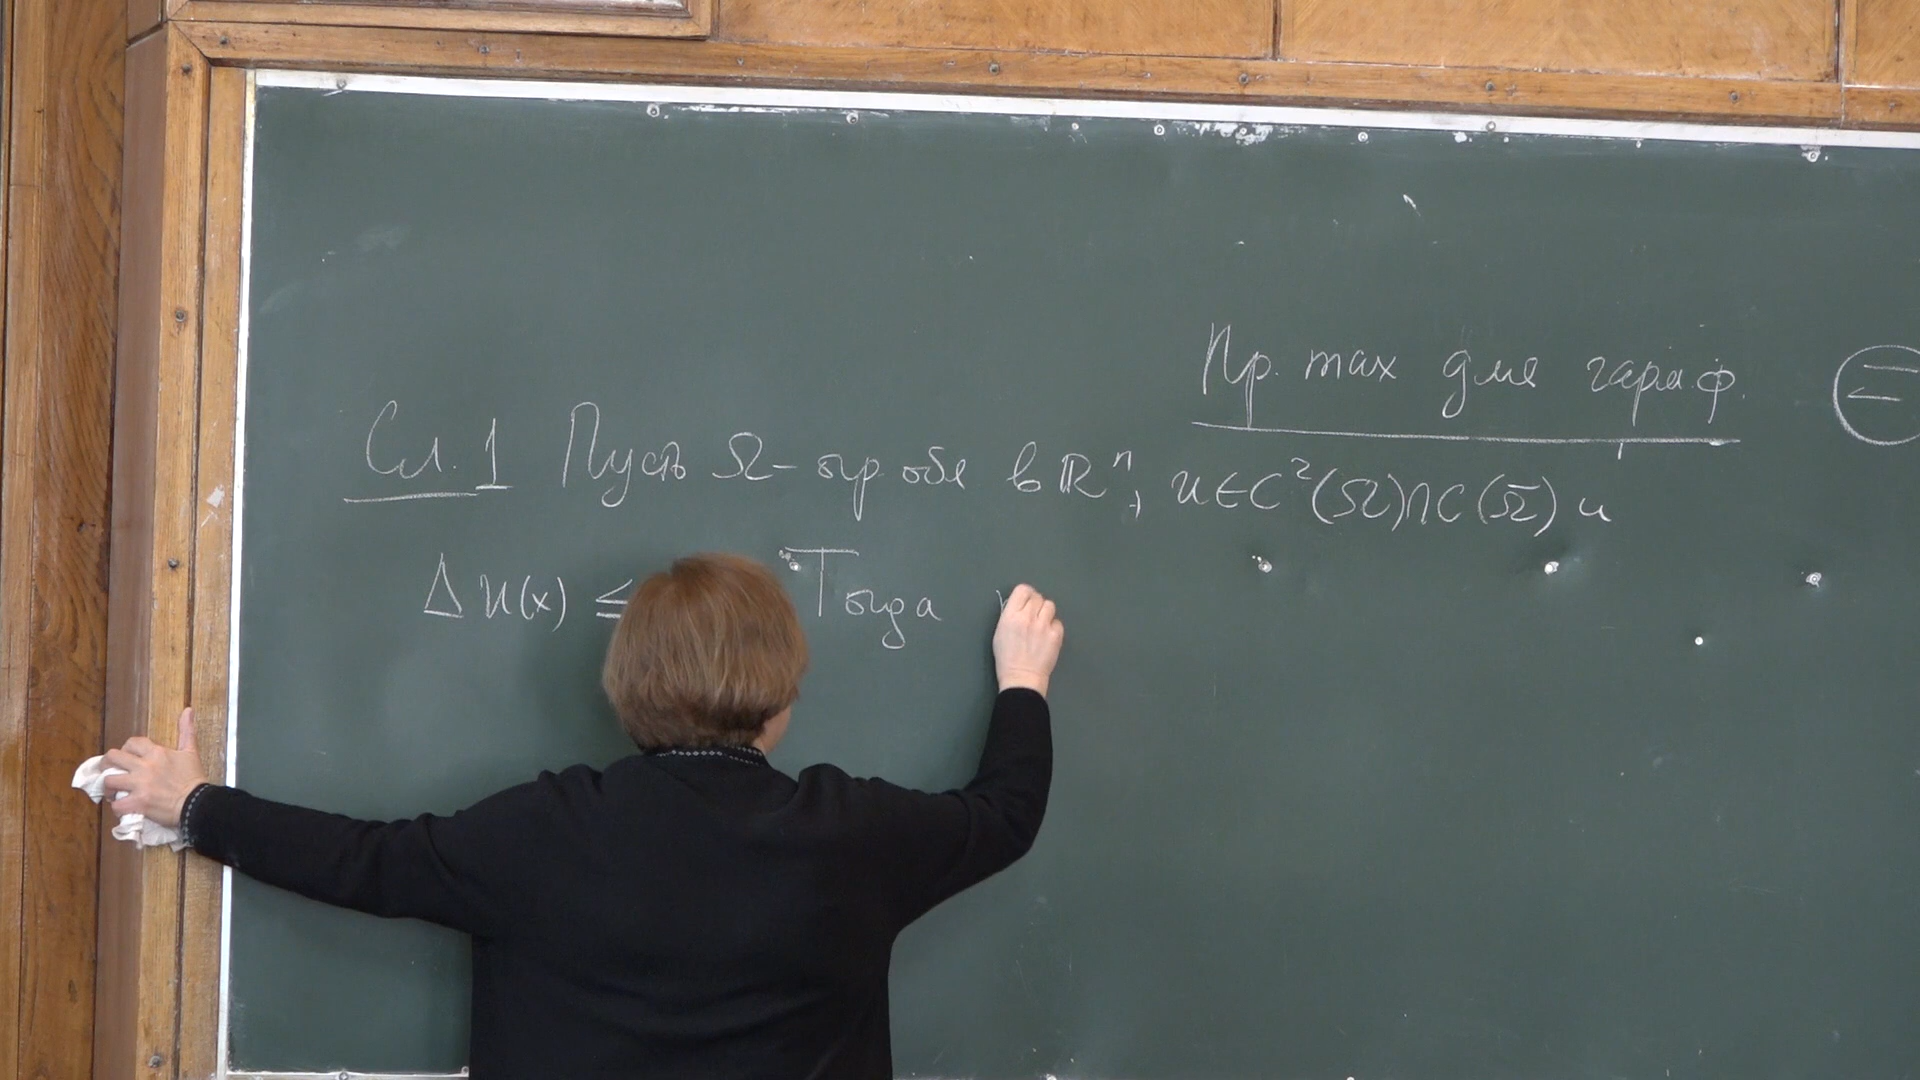 Пр. max для гарм. ф.
Сл. 1 Пусть Ω - огр обл в ℝⁿ, u∈C²(Ω)∩C(Ω̅) и
Δu(x) ≤ Тогда